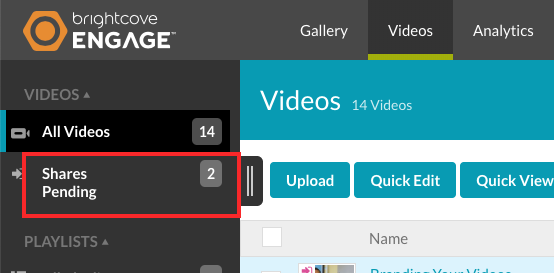 brightcove
ENGAGE™
Gallery Videos Analytics
VIDEOS
All Videos 14
Shares
Pending 2
PLAYLISTS
Videos 14 Videos
Upload Quick Edit Quick View
Name
Branding Your Videos